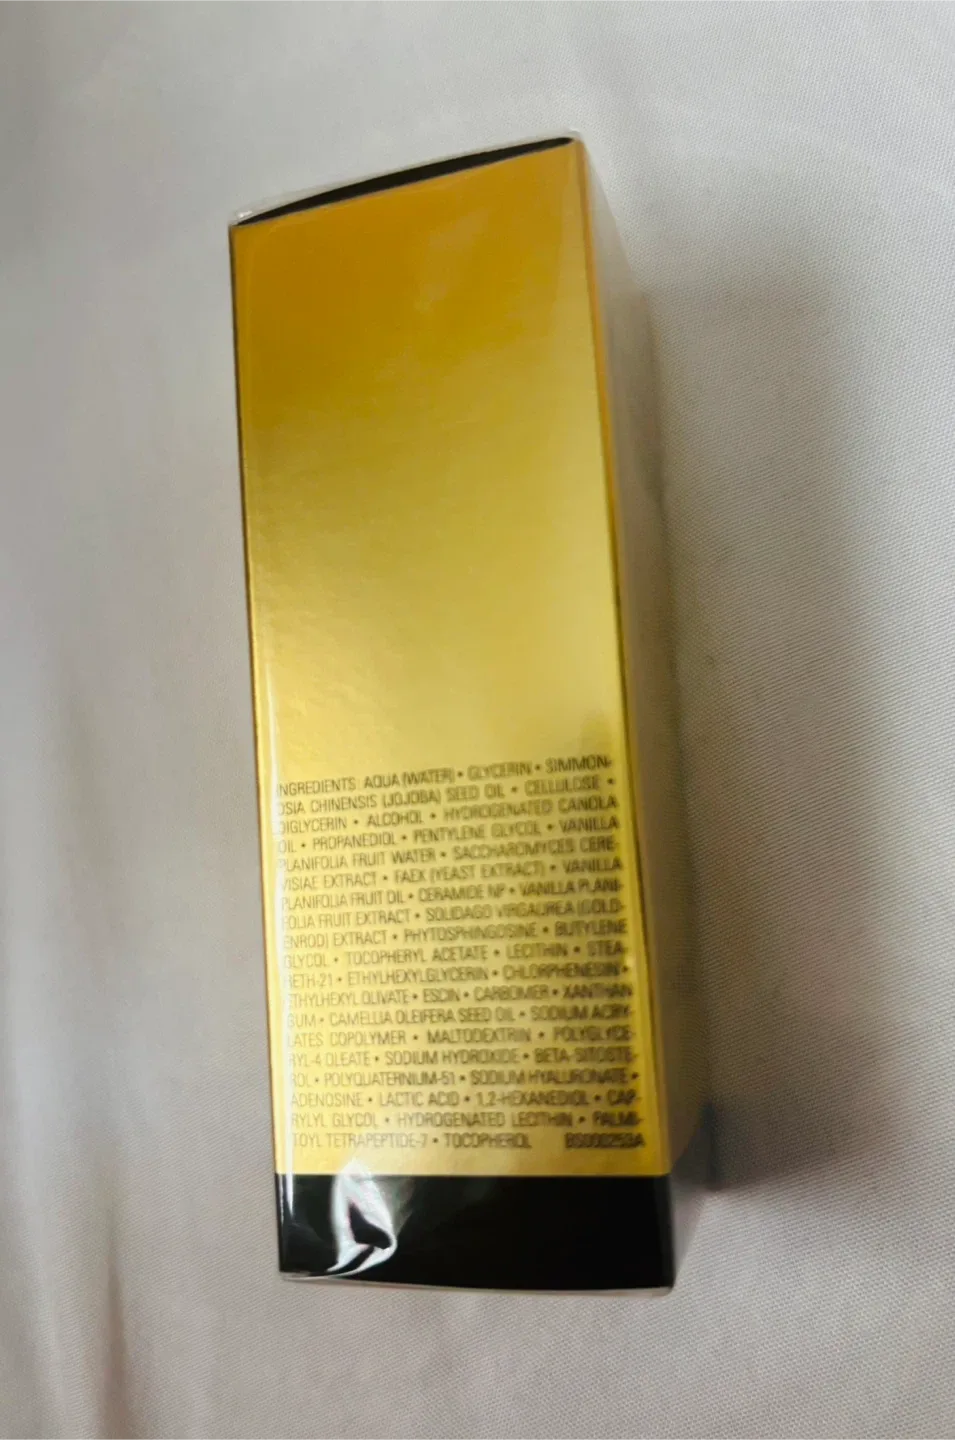 INGREDIENTS: AQUA (WATER) • GLYCERIN • SIMMON-
DSIA CHINENSIS (JOJOBA) SEED OIL • CELLULOSE •
DIGLYCERIN • ALCOHOL • HYDROGENATED CANOLA
OIL • PROPANEDIOL • PENTYLENE GLYCOL • VANILLA
PLANIFOLIA FRUIT WATER • SACCHAROMYCES CERE-
VISIAE EXTRACT • FAEX (YEAST EXTRACT) • VANILLA
PLANIFOLIA FRUIT OIL • CERAMIDE NP • VANILLA PLANI-
FOLIA FRUIT EXTRACT • SOLIDAGO VIRGAUREA (GOLD-
ENROD) EXTRACT • PHYTOSPHINGOSINE • BUTYLENE
GLYCOL • TOCOPHERYL ACETATE • LECITHIN • STEA-
RETH-21 • ETHYLHEXYLGLYCERIN • CHLORPHENESIN •
ETHYLHEXYL OLIVATE • ESCIN • CARBOMER • XANTHAN
GUM • CAMELLIA OLEIFERA SEED OIL • SODIUM ACRY-
LATES COPOLYMER • MALTODEXTRIN • POLYGLYCE-
RYL-4 OLEATE • SODIUM HYDROXIDE • BETA-SITOSTE-
ROL • POLYQUATERNIUM-51 • SODIUM HYALURONATE •
ADENOSINE • LACTIC ACID • 1,2-HEXANEDIOL • CAP-
RYLYL GLYCOL • HYDROGENATED LECITHIN • PALMI-
TOYL TETRAPEPTIDE-7 • TOCOPHEROL BS000253A